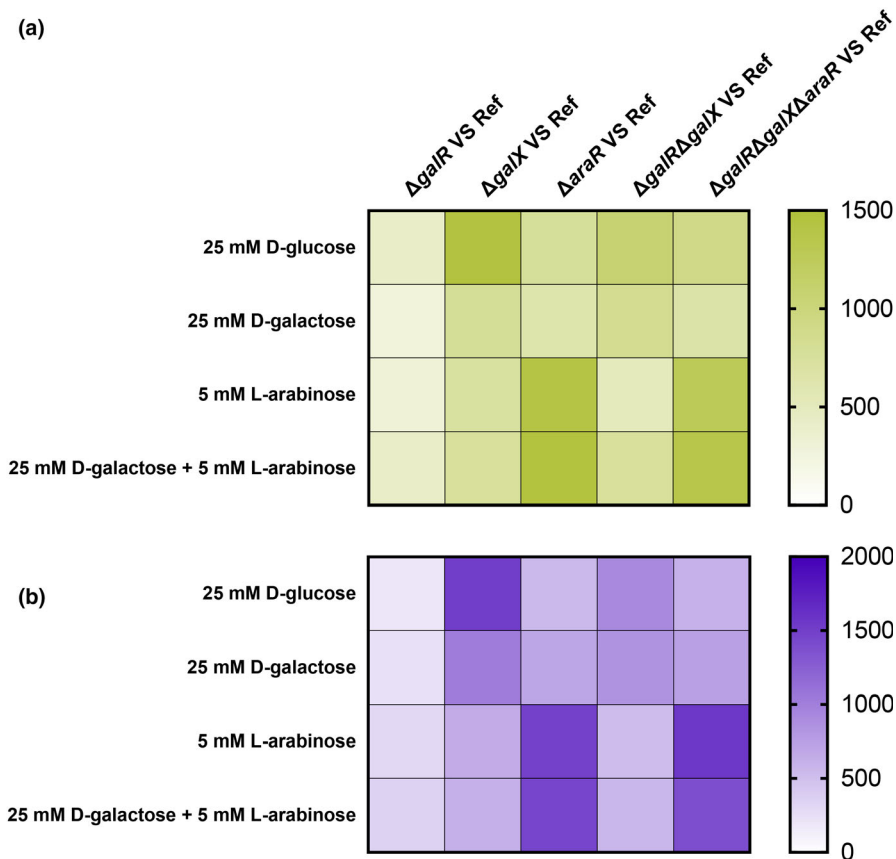 (a)
ΔgalR VS Ref
ΔgalX VS Ref
ΔaraR VS Ref
ΔgalRΔgalX VS Ref
ΔgalRΔgalXΔaraR VS Ref
25 mM D-glucose
25 mM D-galactose
5 mM L-arabinose
25 mM D-galactose + 5 mM L-arabinose
1500
1000
500
0
(b)
25 mM D-glucose
25 mM D-galactose
5 mM L-arabinose
25 mM D-galactose + 5 mM L-arabinose
2000
1500
1000
500
0